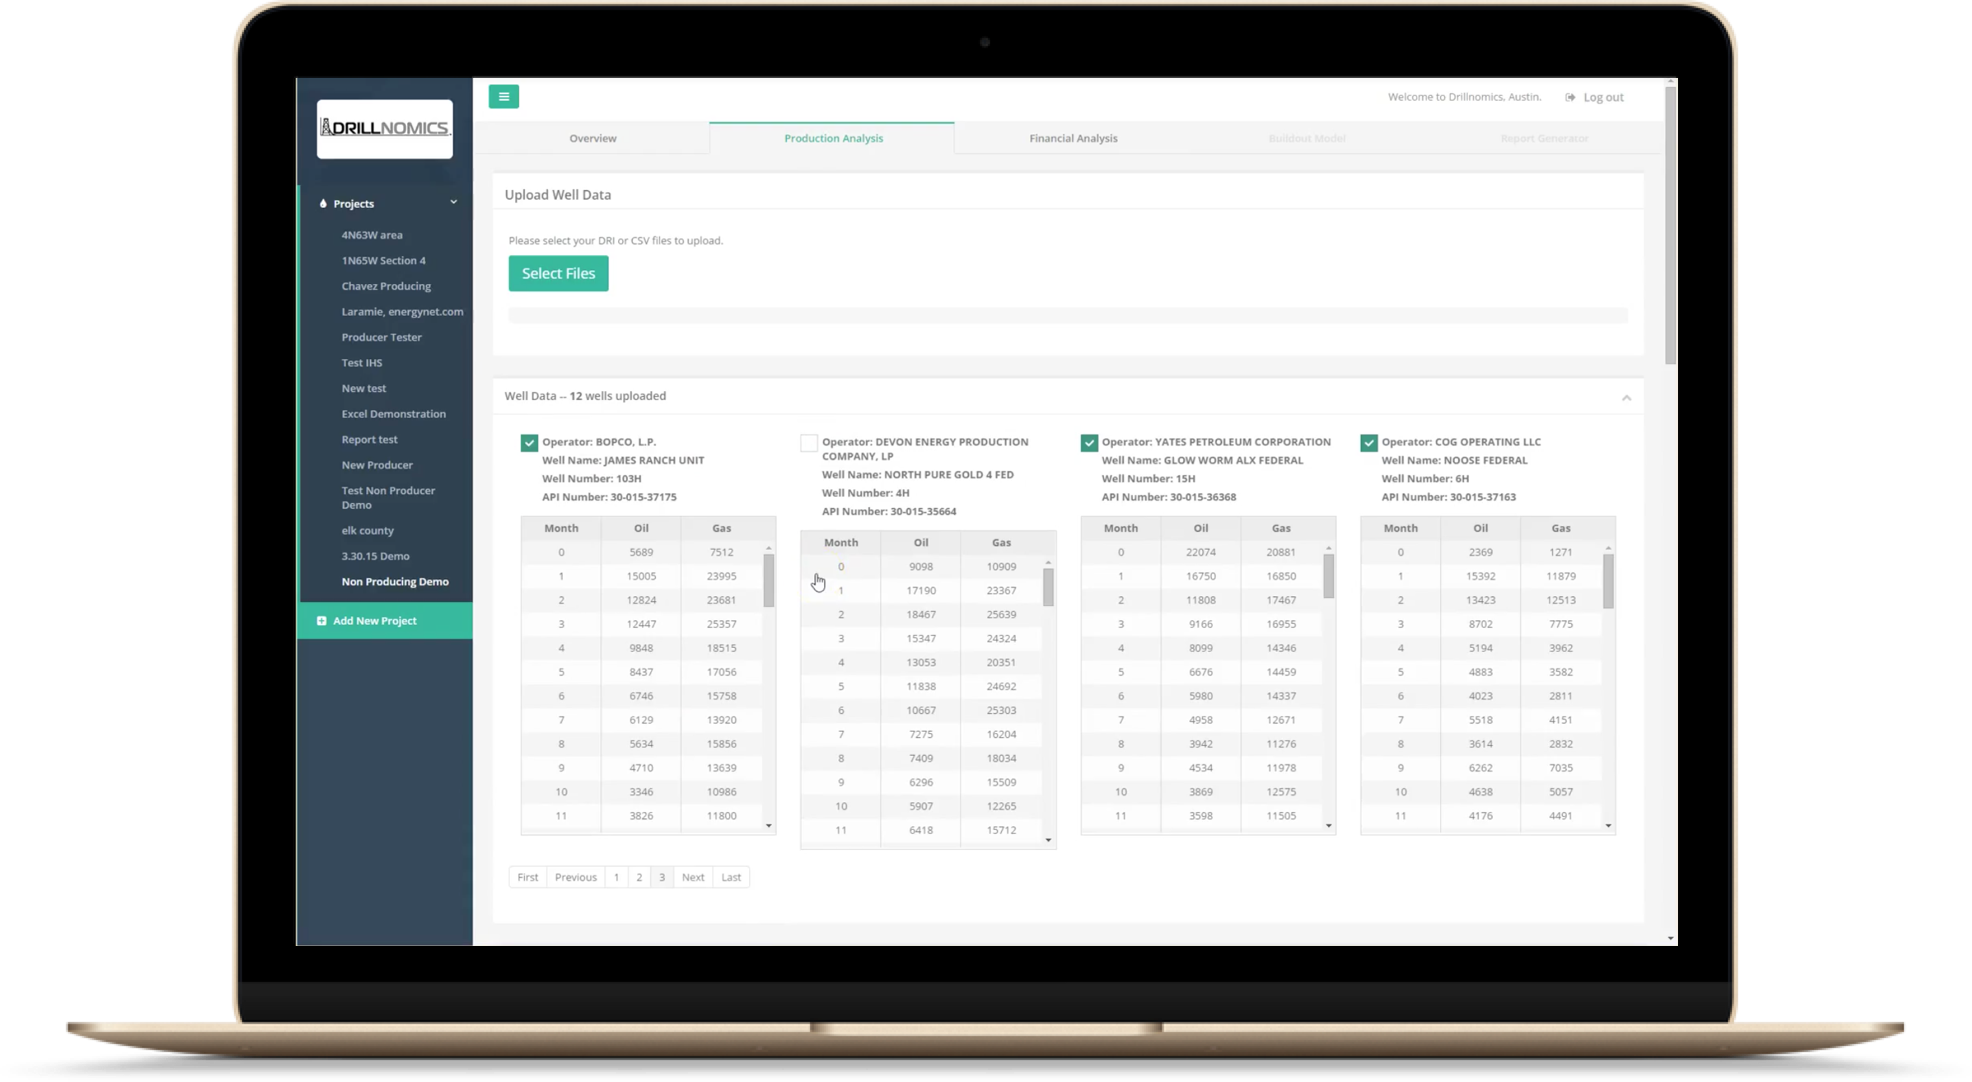 DRILLNOMICS
Welcome to Drillnomics, Austin.
Log out
Overview
Production Analysis
Financial Analysis
Buildout Model
Report Generator
Projects
4N63W area
1N65W Section 4
Chavez Producing
Laramie, energynet.com
Producer Tester
Test IHS
New test
Excel Demonstration
Report test
New Producer
Test Non Producer
Demo
elk county
3.30.15 Demo
Non Producing Demo
Add New Project
Upload Well Data
Please select your DRI or CSV files to upload.
Select Files
Well Data -- 12 wells uploaded
Operator: BOPCO, L.P.
Well Name: JAMES RANCH UNIT
Well Number: 103H
API Number: 30-015-37175
Month Oil Gas
0 5689 7512
1 15005 23995
2 12824 23681
3 12447 25357
4 9848 18515
5 8437 17056
6 6746 15758
7 6129 13920
8 5634 15856
9 4710 13639
10 3346 10986
11 3826 11800
Operator: DEVON ENERGY PRODUCTION
COMPANY, LP
Well Name: NORTH PURE GOLD 4 FED
Well Number: 4H
API Number: 30-015-35664
Month Oil Gas
0 9098 10909
1 17190 23367
2 18467 25639
3 15347 24324
4 13053 20351
5 11838 24692
6 10667 25303
7 7275 16204
8 7409 18034
9 6296 15509
10 5907 12265
11 6418 15712
Operator: YATES PETROLEUM CORPORATION
Well Name: GLOW WORM ALX FEDERAL
Well Number: 15H
API Number: 30-015-36368
Month Oil Gas
0 22074 20881
1 16750 16850
2 11808 17467
3 9166 16955
4 8099 14346
5 6676 14459
6 5980 14337
7 4958 12671
8 3942 11276
9 4534 11978
10 3869 12575
11 3598 11505
Operator: COG OPERATING LLC
Well Name: NOOSE FEDERAL
Well Number: 6H
API Number: 30-015-37163
Month Oil Gas
0 2369 1271
1 15392 11879
2 13423 12513
3 8702 7775
4 5194 3962
5 4883 3582
6 4023 2811
7 5518 4151
8 3614 2832
9 6262 7035
10 4638 5057
11 4176 4491
First Previous 1 2 3 Next Last